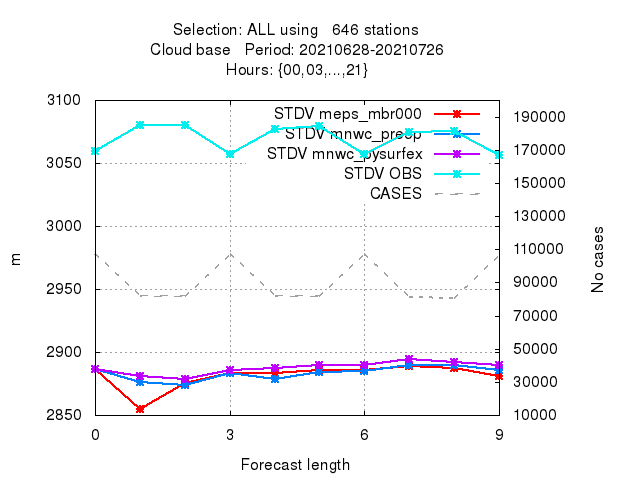 Selection: ALL using 646 stations
Cloud base Period: 20210628-20210726
Hours: {00,03,...,21}
3100
3050
3000
2950
2900
2850
m
STDV meps_mbr000
STDV mnwc_preop
STDV mnwc_pysurfex
STDV OBS
CASES
190000
170000
150000
130000
110000
90000
70000
50000
30000
10000
No cases
0 3 6 9
Forecast length